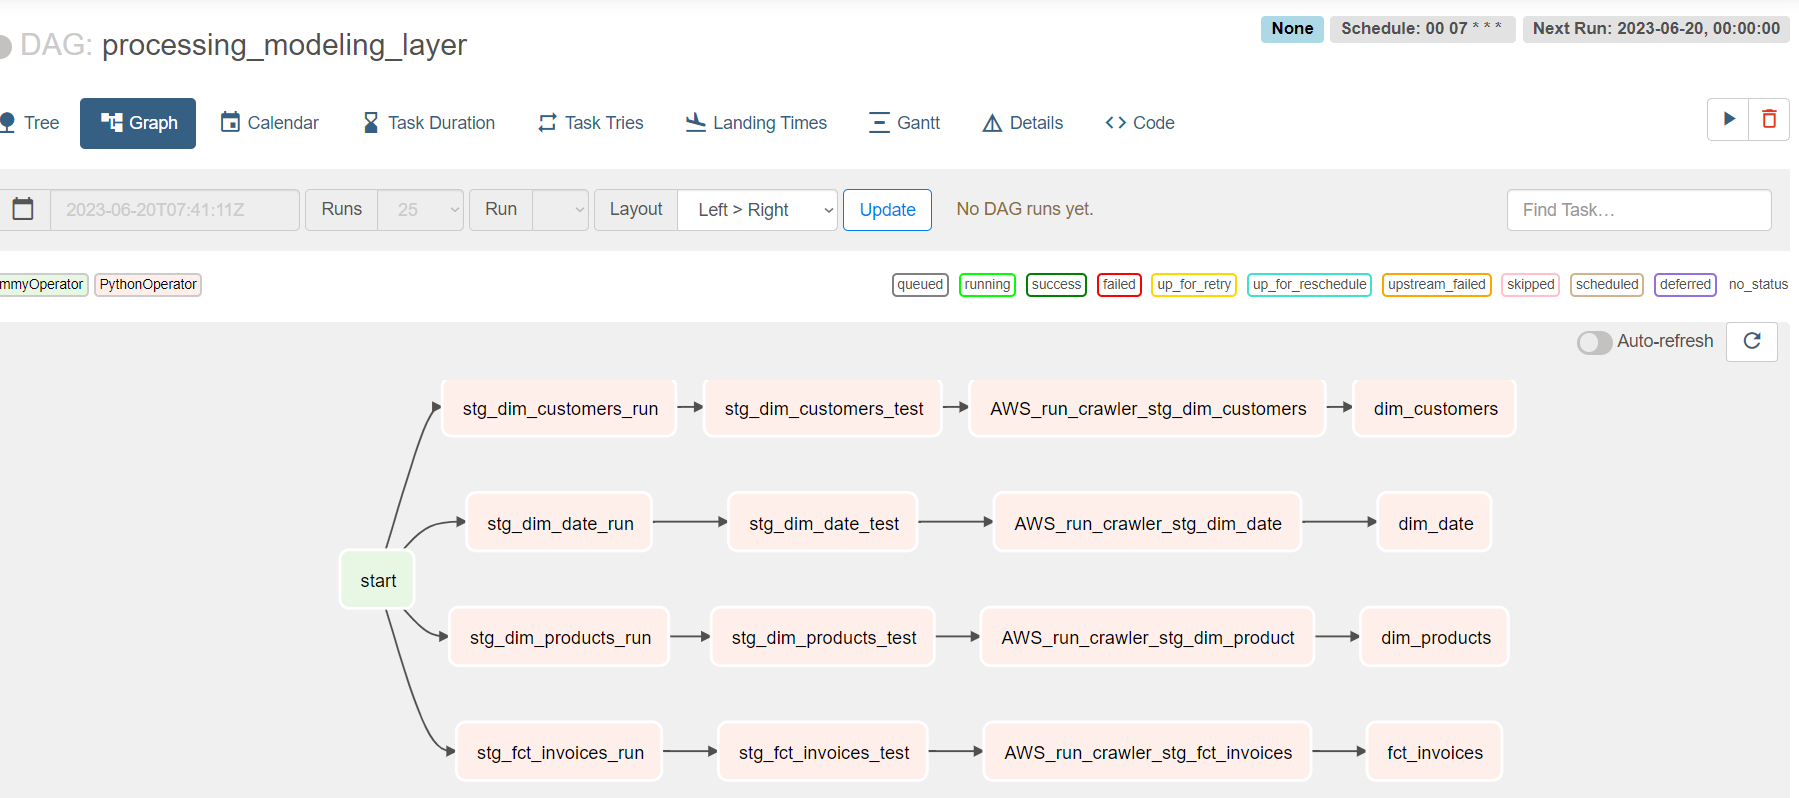 None Schedule: 00 07 * * * Next Run: 2023-06-20, 00:00:00
DAG: processing_modeling_layer
Tree Graph Calendar Task Duration Task Tries Landing Times Gantt Details Code
2023-06-20T07:41:11Z Runs 25 Run Layout Left > Right Update No DAG runs yet. Find Task...
mmyOperator PythonOperator queued running success failed up_for_retry up_for_reschedule upstream_failed skipped scheduled deferred no_status
Auto-refresh
stg_dim_customers_run stg_dim_customers_test AWS_run_crawler_stg_dim_customers dim_customers
stg_dim_date_run stg_dim_date_test AWS_run_crawler_stg_dim_date dim_date
start
stg_dim_products_run stg_dim_products_test AWS_run_crawler_stg_dim_product dim_products
stg_fct_invoices_run stg_fct_invoices_test AWS_run_crawler_stg_fct_invoices fct_invoices